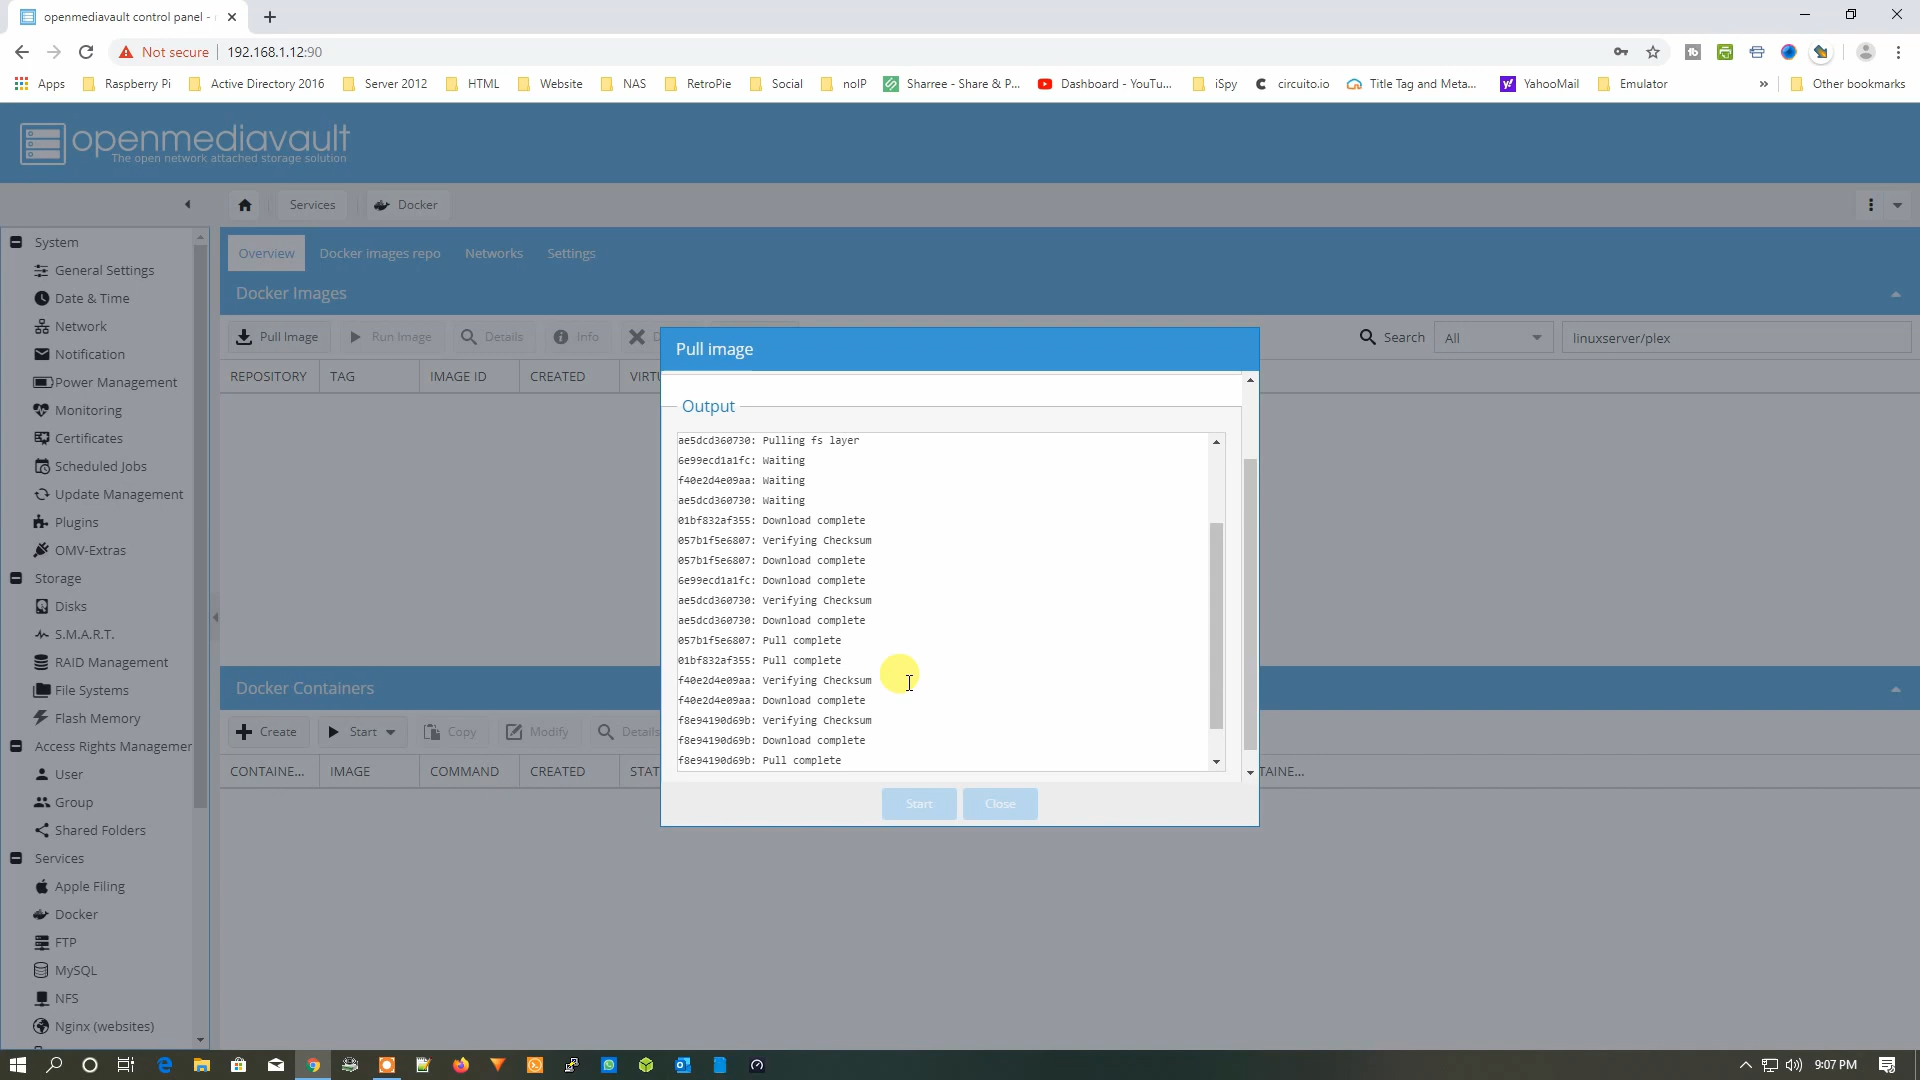 openmediavault control panel -
Not secure
192.168.1.12:90
Apps
Raspberry Pi
Active Directory 2016
Server 2012
HTML
Website
NAS
RetroPie
Social
noIP
Sharree - Share & P...
Dashboard - YouTu...
iSpy
circuito.io
Title Tag and Meta...
YahooMail
Emulator
»
Other bookmarks
openmediavault
The open network attached storage solution
Services
Docker
System
General Settings
Date & Time
Network
Notification
Power Management
Monitoring
Certificates
Scheduled Jobs
Update Management
Plugins
OMV-Extras
Storage
Disks
S.M.A.R.T.
RAID Management
File Systems
Flash Memory
Access Rights Managemer
User
Group
Shared Folders
Services
Apple Filing
Docker
FTP
MySQL
NFS
Nginx (websites)
Overview
Docker images repo
Networks
Settings
Docker Images
Pull Image
Run Image
Details
Info
Search
All
linuxserver/plex
REPOSITORY
TAG
IMAGE ID
CREATED
VIRTU
Pull image
Output
ae5dcd360730: Pulling fs layer
6e99ecd1a1fc: Waiting
f40e2d4e09aa: Waiting
ae5dcd360730: Waiting
01bf832af355: Download complete
057b1f5e6807: Verifying Checksum
057b1f5e6807: Download complete
6e99ecd1a1fc: Download complete
ae5dcd360730: Verifying Checksum
ae5dcd360730: Download complete
057b1f5e6807: Pull complete
01bf832af355: Pull complete
f40e2d4e09aa: Verifying Checksum
f40e2d4e09aa: Download complete
f8e94190d69b: Verifying Checksum
f8e94190d69b: Download complete
f8e94190d69b: Pull complete
Start
Close
Docker Containers
Create
Start
Copy
Modify
Details
CONTAINE...
IMAGE
COMMAND
CREATED
STAT
TAINE...
9:07 PM